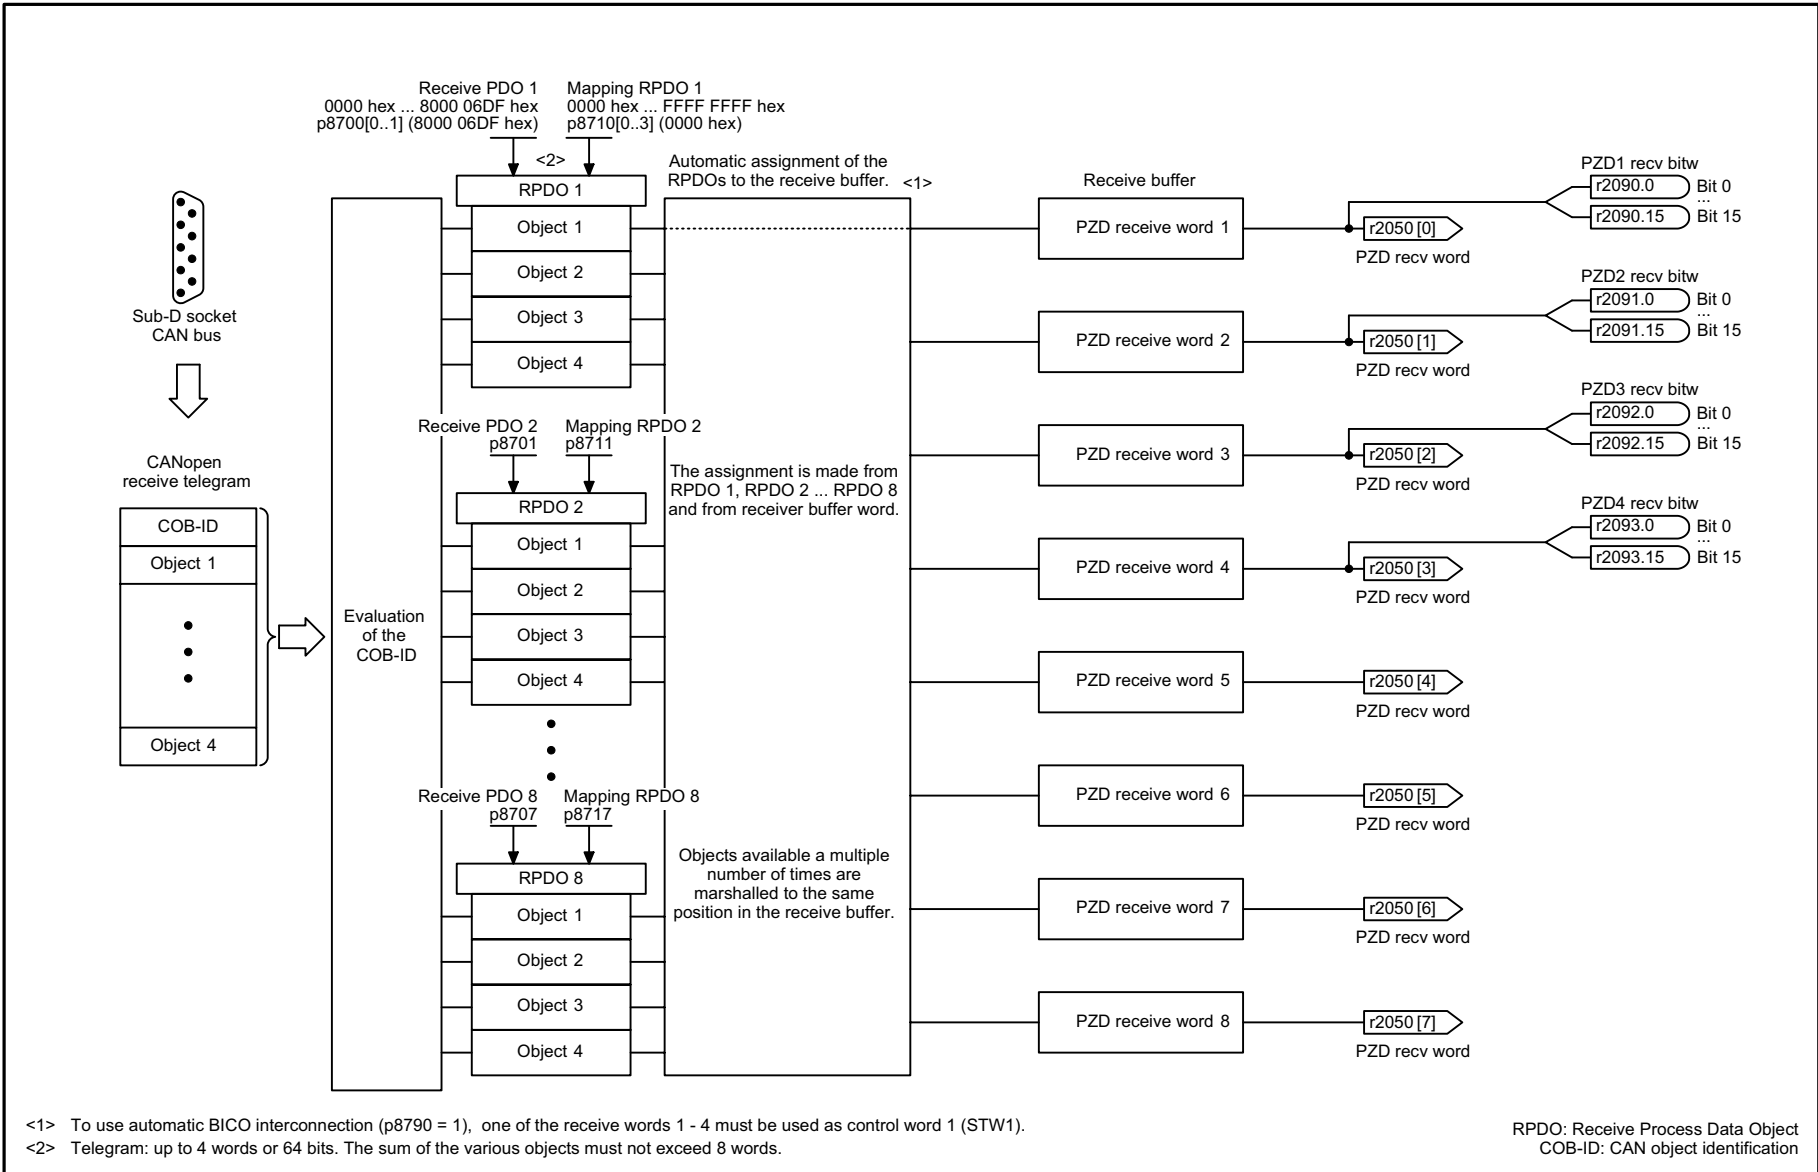 Receive PDO 1
0000 hex ... 8000 06DF hex
p8700[0..1] (8000 06DF hex)
Mapping RPDO 1
0000 hex ... FFFF FFFF hex
p8710[0..3] (0000 hex)
<2>
RPDO 1
Object 1
Object 2
Object 3
Object 4
Automatic assignment of the
RPDOs to the receive buffer.
<1>
Receive buffer
PZD receive word 1
r2050 [0]
PZD recv word
PZD1 recv bitw
r2090.0
Bit 0
...
r2090.15
Bit 15
Sub-D socket
CAN bus
PZD receive word 2
r2050 [1]
PZD recv word
PZD2 recv bitw
r2091.0
Bit 0
...
r2091.15
Bit 15
CANopen
receive telegram
COB-ID
Object 1
Object 4
Evaluation
of the
COB-ID
Receive PDO 2
p8701
Mapping RPDO 2
p8711
RPDO 2
Object 1
Object 2
Object 3
Object 4
The assignment is made from
RPDO 1, RPDO 2 ... RPDO 8
and from receiver buffer word.
PZD receive word 3
r2050 [2]
PZD recv word
PZD3 recv bitw
r2092.0
Bit 0
...
r2092.15
Bit 15
PZD receive word 4
r2050 [3]
PZD recv word
PZD4 recv bitw
r2093.0
Bit 0
...
r2093.15
Bit 15
PZD receive word 5
r2050 [4]
PZD recv word
PZD receive word 6
r2050 [5]
PZD recv word
Receive PDO 8
p8707
Mapping RPDO 8
p8717
RPDO 8
Object 1
Object 2
Object 3
Object 4
Objects available a multiple
number of times are
marshalled to the same
position in the receive buffer.
PZD receive word 7
r2050 [6]
PZD recv word
PZD receive word 8
r2050 [7]
PZD recv word
<1> To use automatic BICO interconnection (p8790 = 1), one of the receive words 1 - 4 must be used as control word 1 (STW1).
<2> Telegram: up to 4 words or 64 bits. The sum of the various objects must not exceed 8 words.
RPDO: Receive Process Data Object
COB-ID: CAN object identification